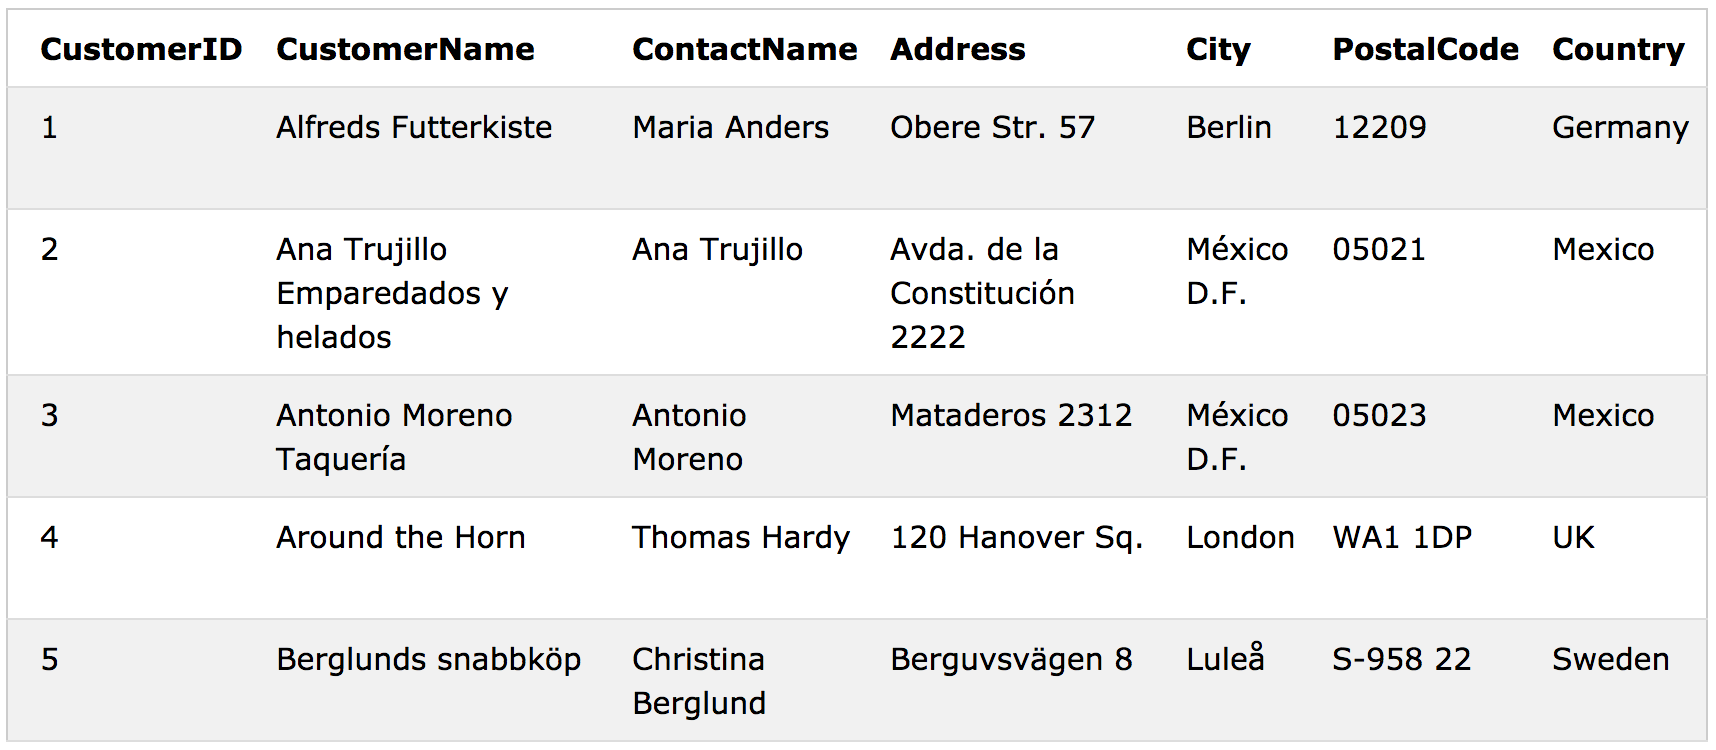 CustomerID CustomerName ContactName Address City PostalCode Country
1 Alfreds Futterkiste Maria Anders Obere Str. 57 Berlin 12209 Germany
2 Ana Trujillo Ana Trujillo Avda. de la México 05021 Mexico
Emparedados y Constitución D.F.
helados 2222
3 Antonio Moreno Antonio Mataderos 2312 México 05023 Mexico
Taquería Moreno D.F.
4 Around the Horn Thomas Hardy 120 Hanover Sq. London WA1 1DP UK
5 Berglunds snabbköp Christina Berguvsvägen 8 Luleå S-958 22 Sweden
Berglund